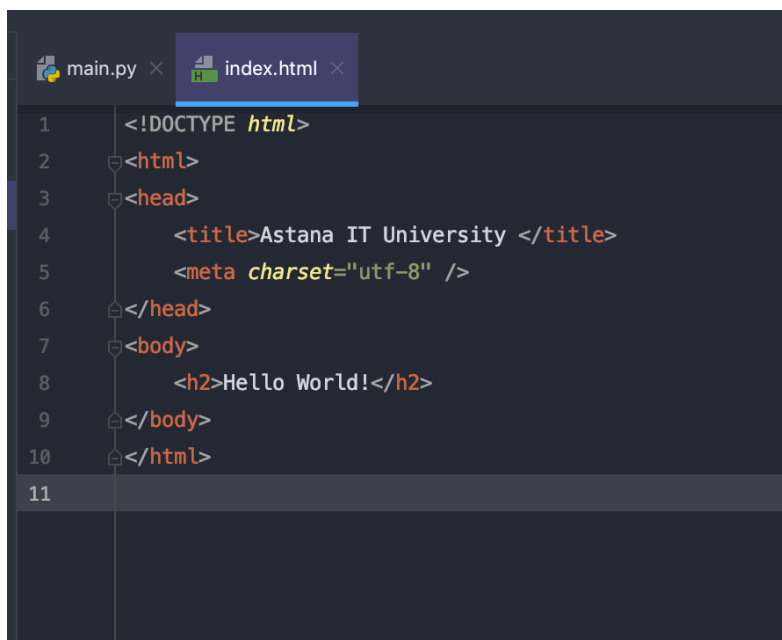 main.py × index.html ×
1 <!DOCTYPE html>
2 <html>
3 <head>
4 <title>Astana IT University </title>
5 <meta charset="utf-8" />
6 </head>
7 <body>
8 <h2>Hello World!</h2>
9 </body>
10 </html>
11